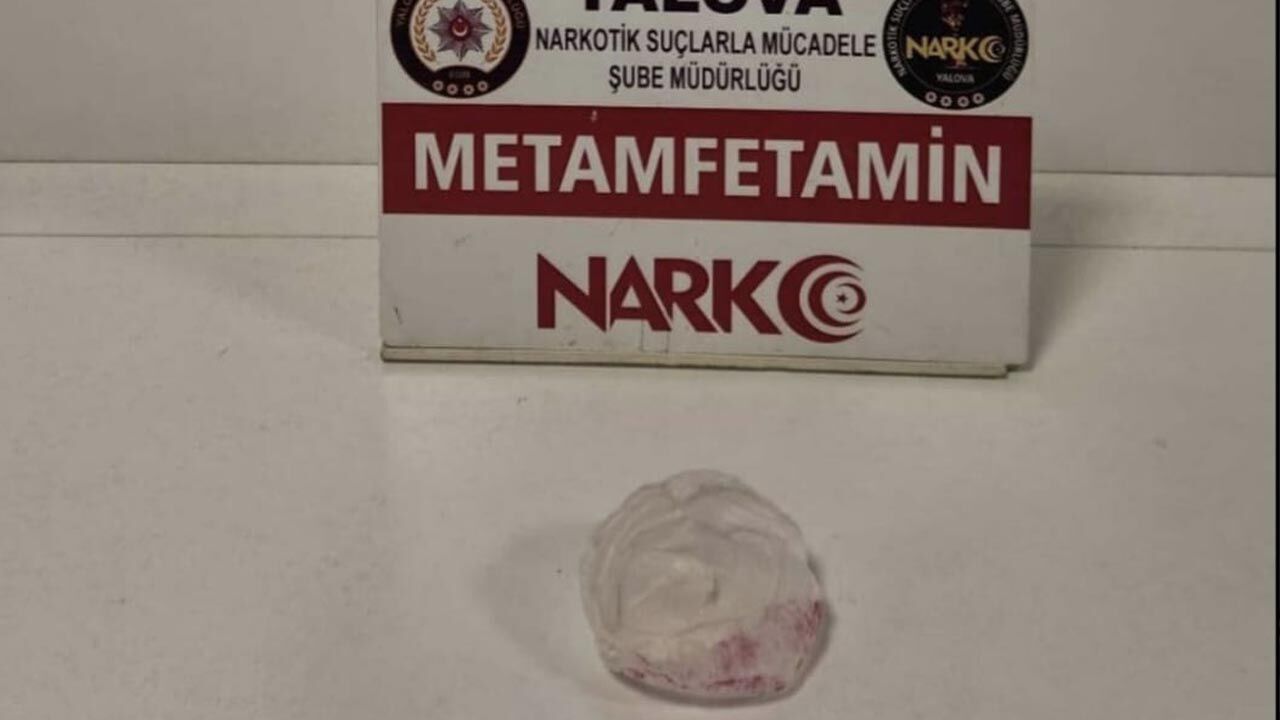 YALOVA
NARKOTİK SUÇLARLA MÜCADELE
ŞUBE MÜDÜRLÜĞÜ
NARKO
YALOVA
METAMFETAMİN
NARKO